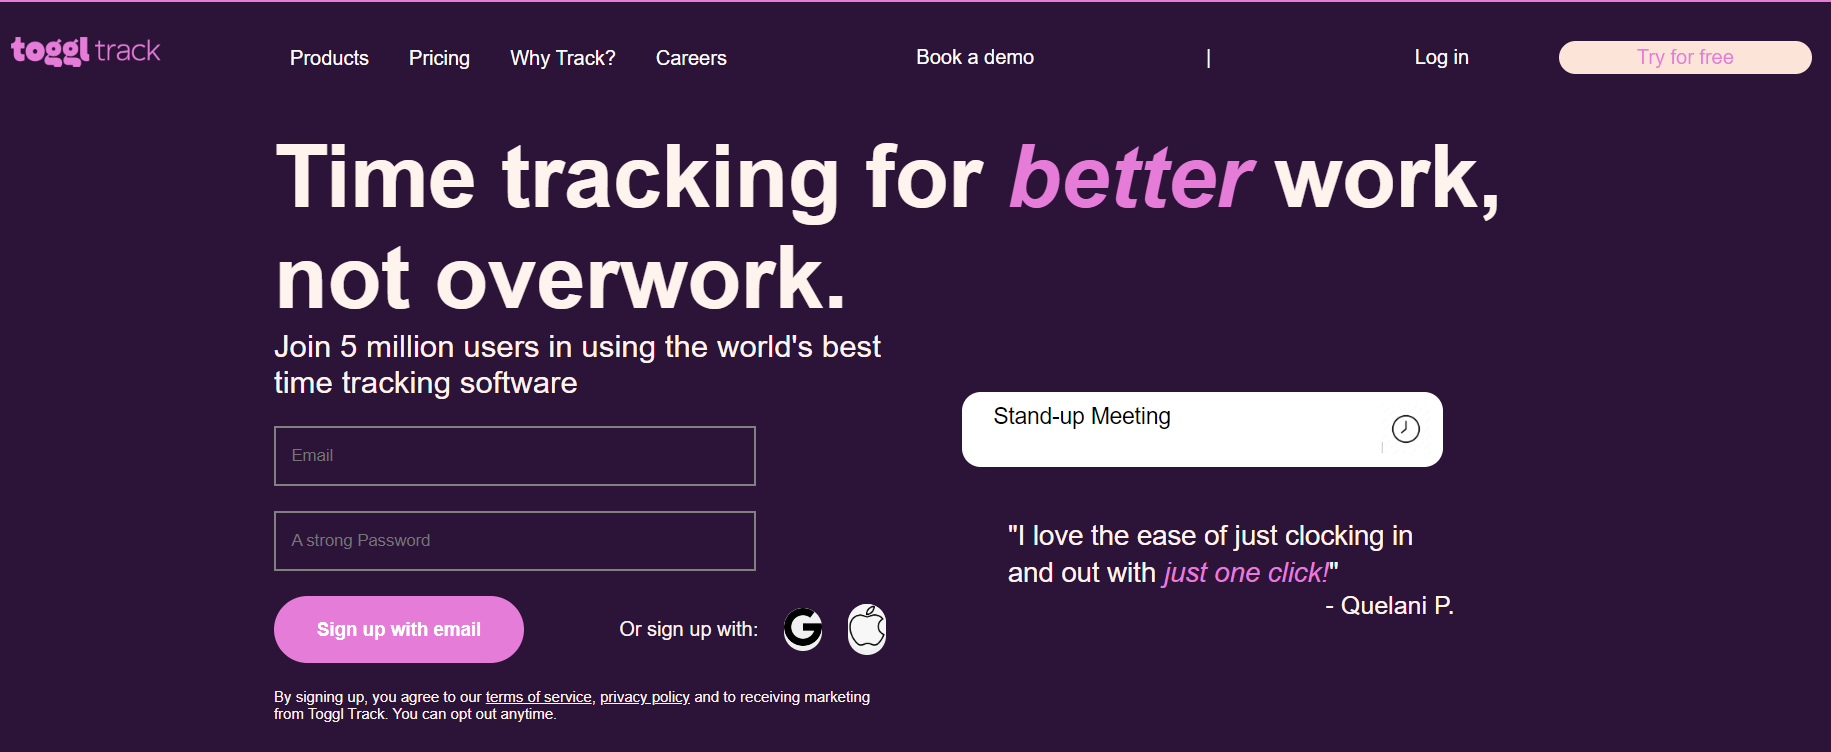 toggl track
Products Pricing Why Track? Careers Book a demo | Log in Try for free
Time tracking for better work,
not overwork.
Join 5 million users in using the world's best
time tracking software
Email
A strong Password
Sign up with email
Or sign up with: G
By signing up, you agree to our terms of service, privacy policy and to receiving marketing
from Toggl Track. You can opt out anytime.
Stand-up Meeting
"I love the ease of just clocking in
and out with just one click!"
- Quelani P.